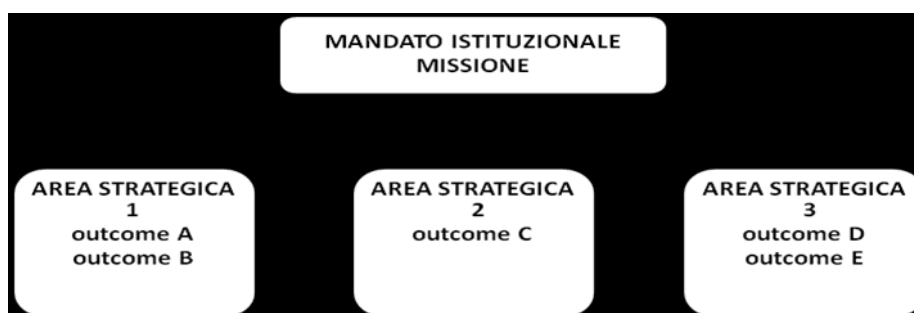 MANDATO ISTITUZIONALE
MISSIONE
AREA STRATEGICA
1
outcome A
outcome B
AREA STRATEGICA
2
outcome C
AREA STRATEGICA
3
outcome D
outcome E